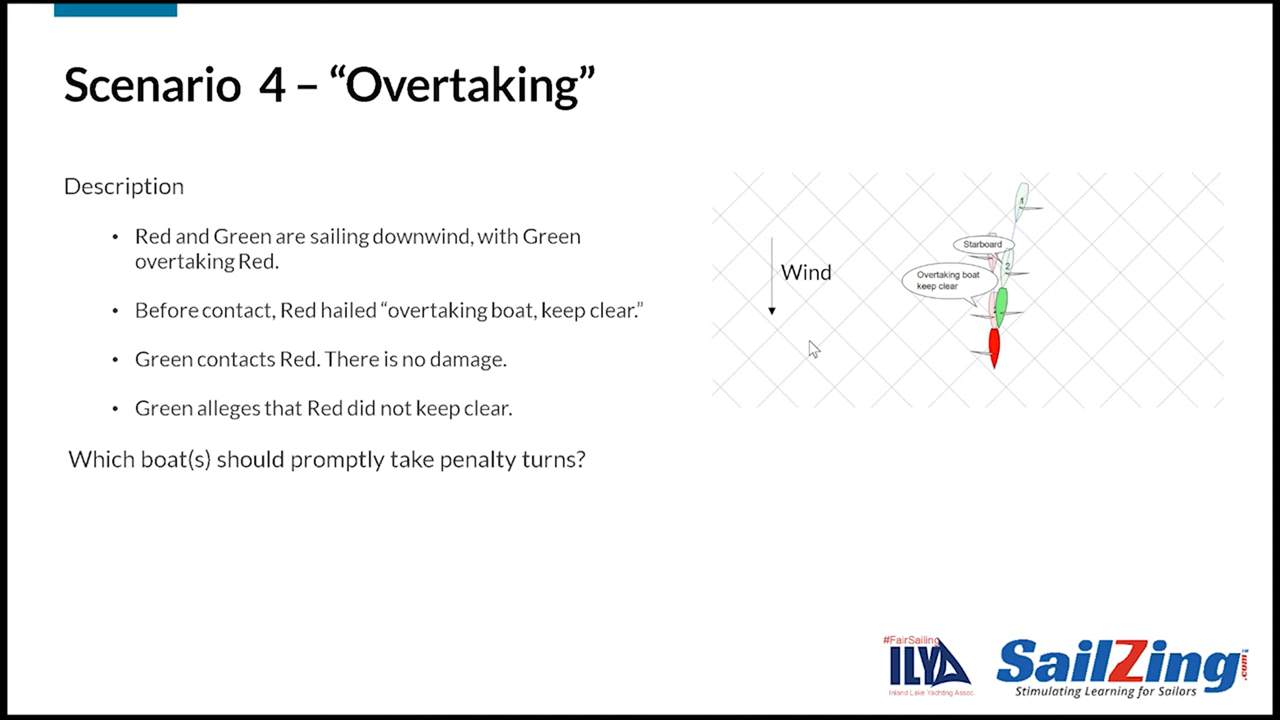 Scenario 4 – “Overtaking”
Description
• Red and Green are sailing downwind, with Green
overtaking Red.
• Before contact, Red hailed “overtaking boat, keep clear.”
• Green contacts Red. There is no damage.
• Green alleges that Red did not keep clear.
Which boat(s) should promptly take penalty turns?
1
Starboard
2
Overtaking boat
keep clear
Wind
#FairSailing
ILYA
Inland Lake Yachting Assoc.
SailZing.com
Stimulating Learning for Sailors